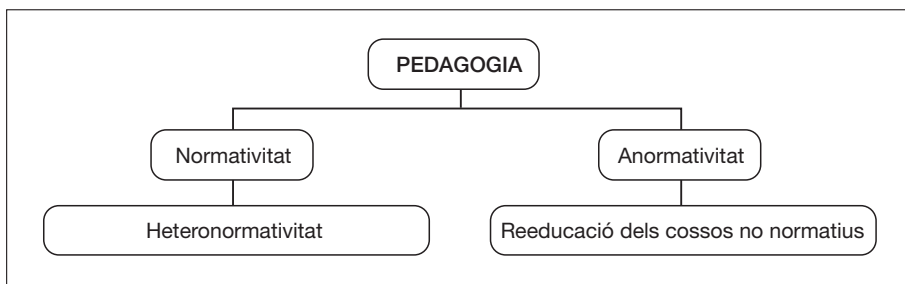 PEDAGOGIA
Normativitat
Anormativitat
Heteronormativitat
Reeducació dels cossos no normatius